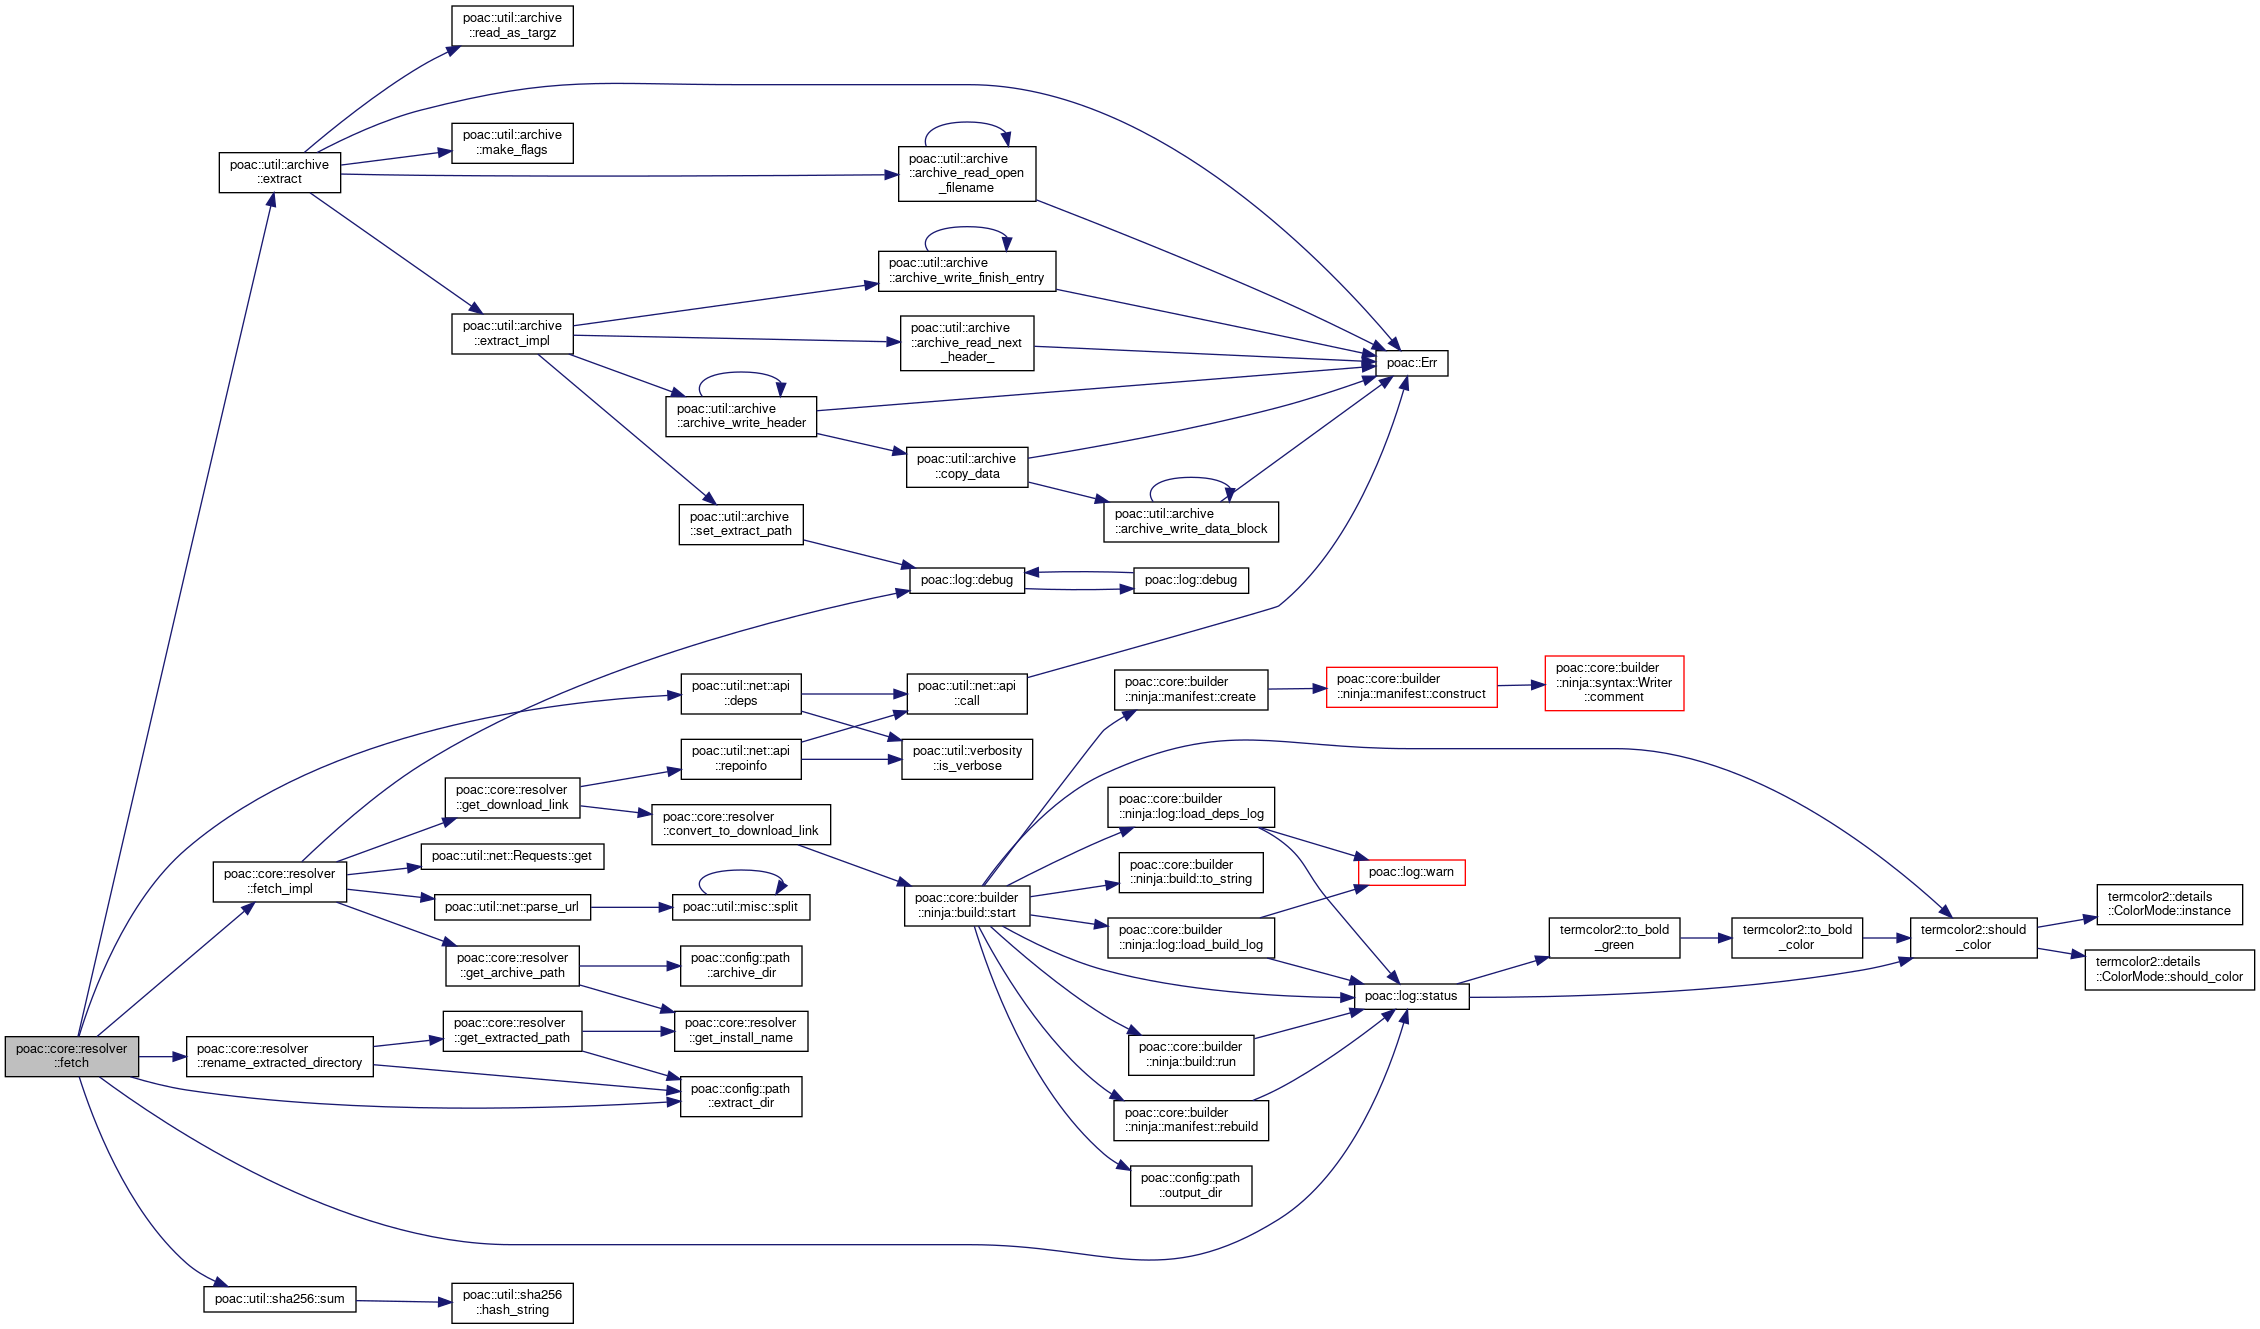 poac::util::archive
::read_as_targz
poac::util::archive
::make_flags
poac::util::archive
::extract
poac::util::archive
::archive_read_open
_filename
poac::util::archive
::archive_write_finish_entry
poac::util::archive
::extract_impl
poac::util::archive
::archive_read_next
_header_
poac::Err
poac::util::archive
::archive_write_header
poac::util::archive
::copy_data
poac::util::archive
::set_extract_path
poac::util::archive
::archive_write_data_block
poac::log::debug
poac::log::debug
poac::util::net::api
::deps
poac::util::net::api
::call
poac::core::builder
::ninja::manifest::create
poac::core::builder
::ninja::manifest::construct
poac::core::builder
::ninja::syntax::Writer
::comment
poac::util::net::api
::repoinfo
poac::util::verbosity
::is_verbose
poac::core::resolver
::get_download_link
poac::core::resolver
::convert_to_download_link
poac::core::builder
::ninja::log::load_deps_log
poac::util::net::Requests::get
poac::core::builder
::ninja::build::to_string
poac::log::warn
poac::core::resolver
::fetch_impl
poac::util::net::parse_url
poac::util::misc::split
poac::core::builder
::ninja::build::start
poac::core::builder
::ninja::log::load_build_log
termcolor2::to_bold
_green
termcolor2::to_bold
_color
termcolor2::should
_color
termcolor2::details
::ColorMode::instance
termcolor2::details
::ColorMode::should_color
poac::core::resolver
::get_archive_path
poac::config::path
::archive_dir
poac::log::status
poac::core::resolver
::fetch
poac::core::resolver
::rename_extracted_directory
poac::core::resolver
::get_extracted_path
poac::core::resolver
::get_install_name
poac::core::builder
::ninja::build::run
poac::config::path
::extract_dir
poac::core::builder
::ninja::manifest::rebuild
poac::config::path
::output_dir
poac::util::sha256::sum
poac::util::sha256
::hash_string